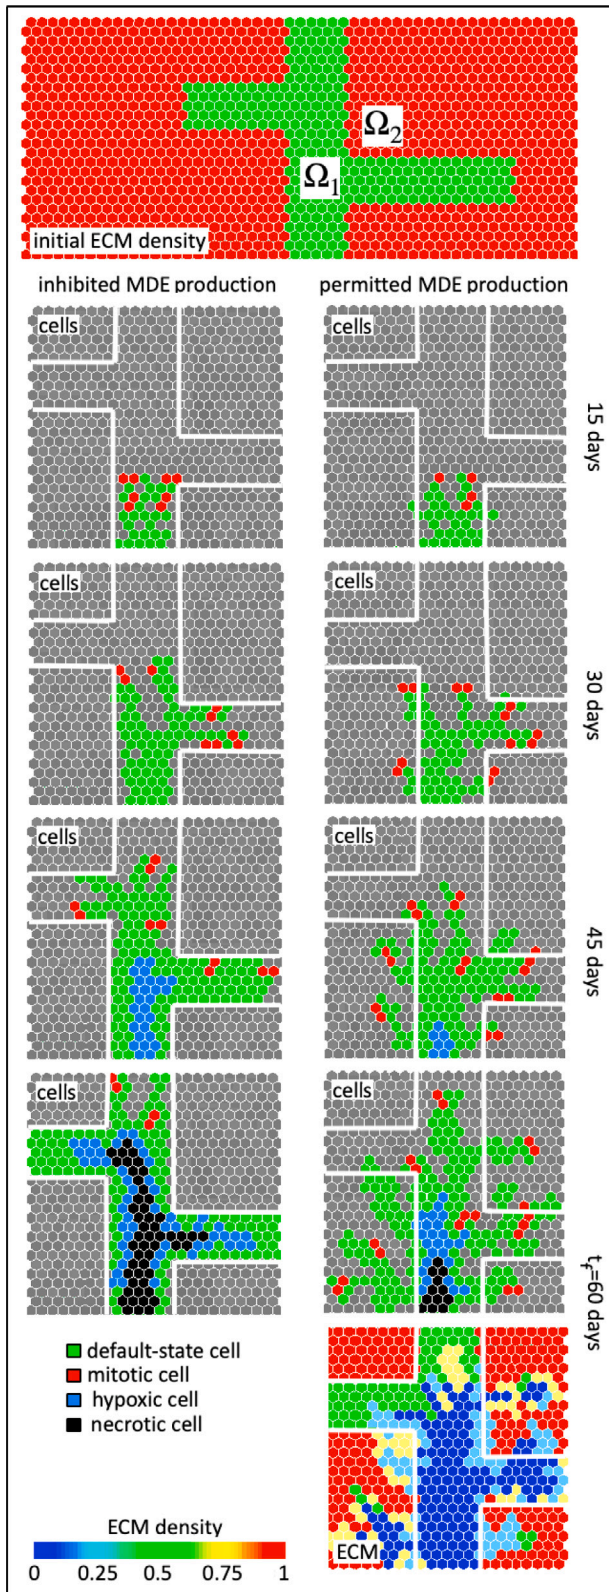 Ω₂
Ω₁
initial ECM density
inhibited MDE production
permitted MDE production
cells
cells
15 days
cells
cells
30 days
cells
cells
45 days
cells
cells
t_f=60 days
default-state cell
mitotic cell
hypoxic cell
necrotic cell
ECM
ECM density
0 0.25 0.5 0.75 1